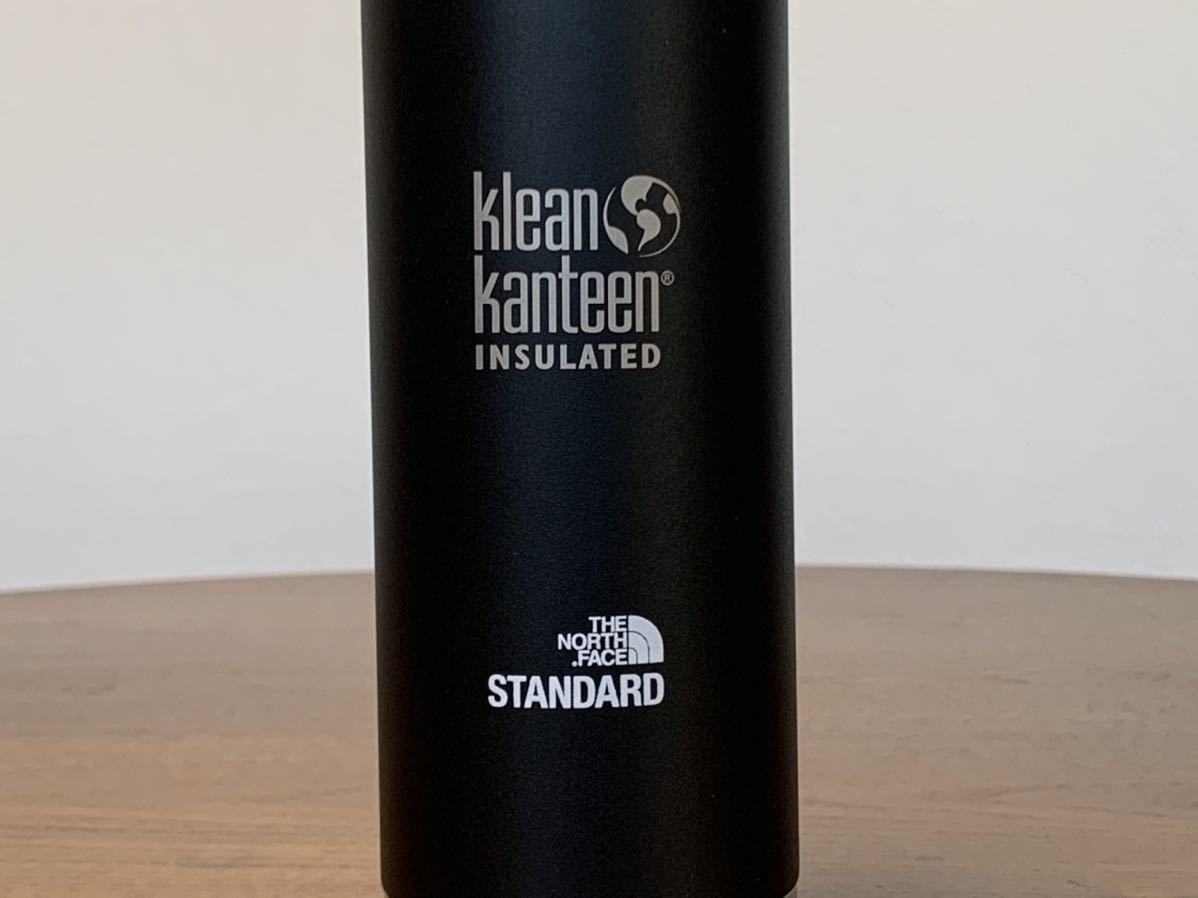 klean
kanteen®
INSULATED
THE
NORTH
.FACE
STANDARD